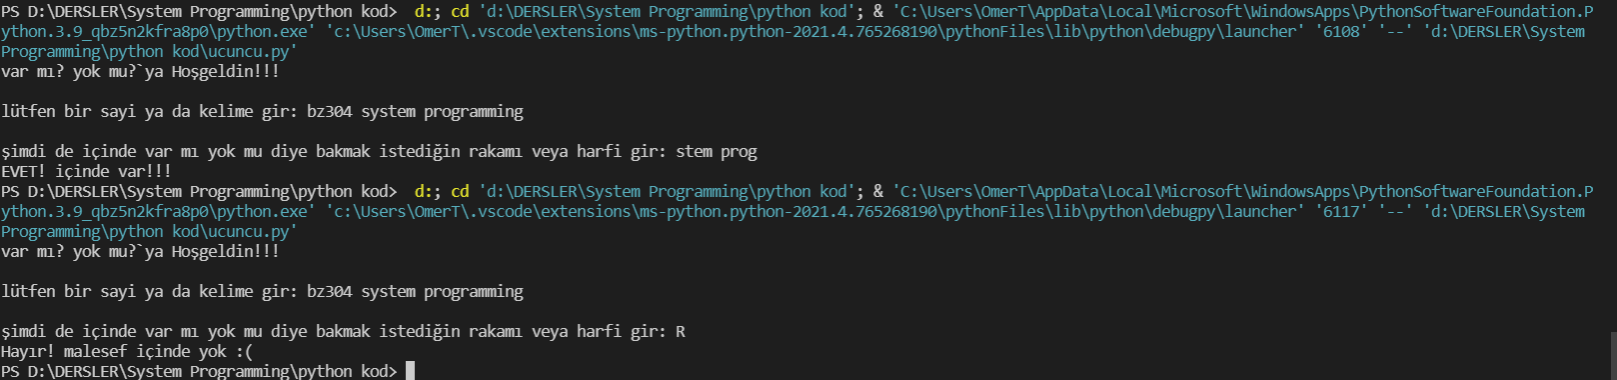 PS D:\DERSLER\System Programming\python kod>  d:; cd 'd:\DERSLER\System Programming\python kod'; & 'C:\Users\OmerT\AppData\Local\Microsoft\WindowsApps\PythonSoftwareFoundation.P
ython.3.9_qbz5n2kfra8p0\python.exe' 'c:\Users\OmerT\.vscode\extensions\ms-python.python-2021.4.765268190\pythonFiles\lib\python\debugpy\launcher' '6108' '--' 'd:\DERSLER\System
Programming\python kod\ucuncu.py'
var mı? yok mu?`ya Hoşgeldin!!!
lütfen bir sayi ya da kelime gir: bz304 system programming
şimdi de içinde var mı yok mu diye bakmak istediğin rakamı veya harfi gir: stem prog
EVET! içinde var!!!
PS D:\DERSLER\System Programming\python kod>  d:; cd 'd:\DERSLER\System Programming\python kod'; & 'C:\Users\OmerT\AppData\Local\Microsoft\WindowsApps\PythonSoftwareFoundation.P
ython.3.9_qbz5n2kfra8p0\python.exe' 'c:\Users\OmerT\.vscode\extensions\ms-python.python-2021.4.765268190\pythonFiles\lib\python\debugpy\launcher' '6117' '--' 'd:\DERSLER\System
Programming\python kod\ucuncu.py'
var mı? yok mu?`ya Hoşgeldin!!!
lütfen bir sayi ya da kelime gir: bz304 system programming
şimdi de içinde var mı yok mu diye bakmak istediğin rakamı veya harfi gir: R
Hayır! malesef içinde yok :(
PS D:\DERSLER\System Programming\python kod>